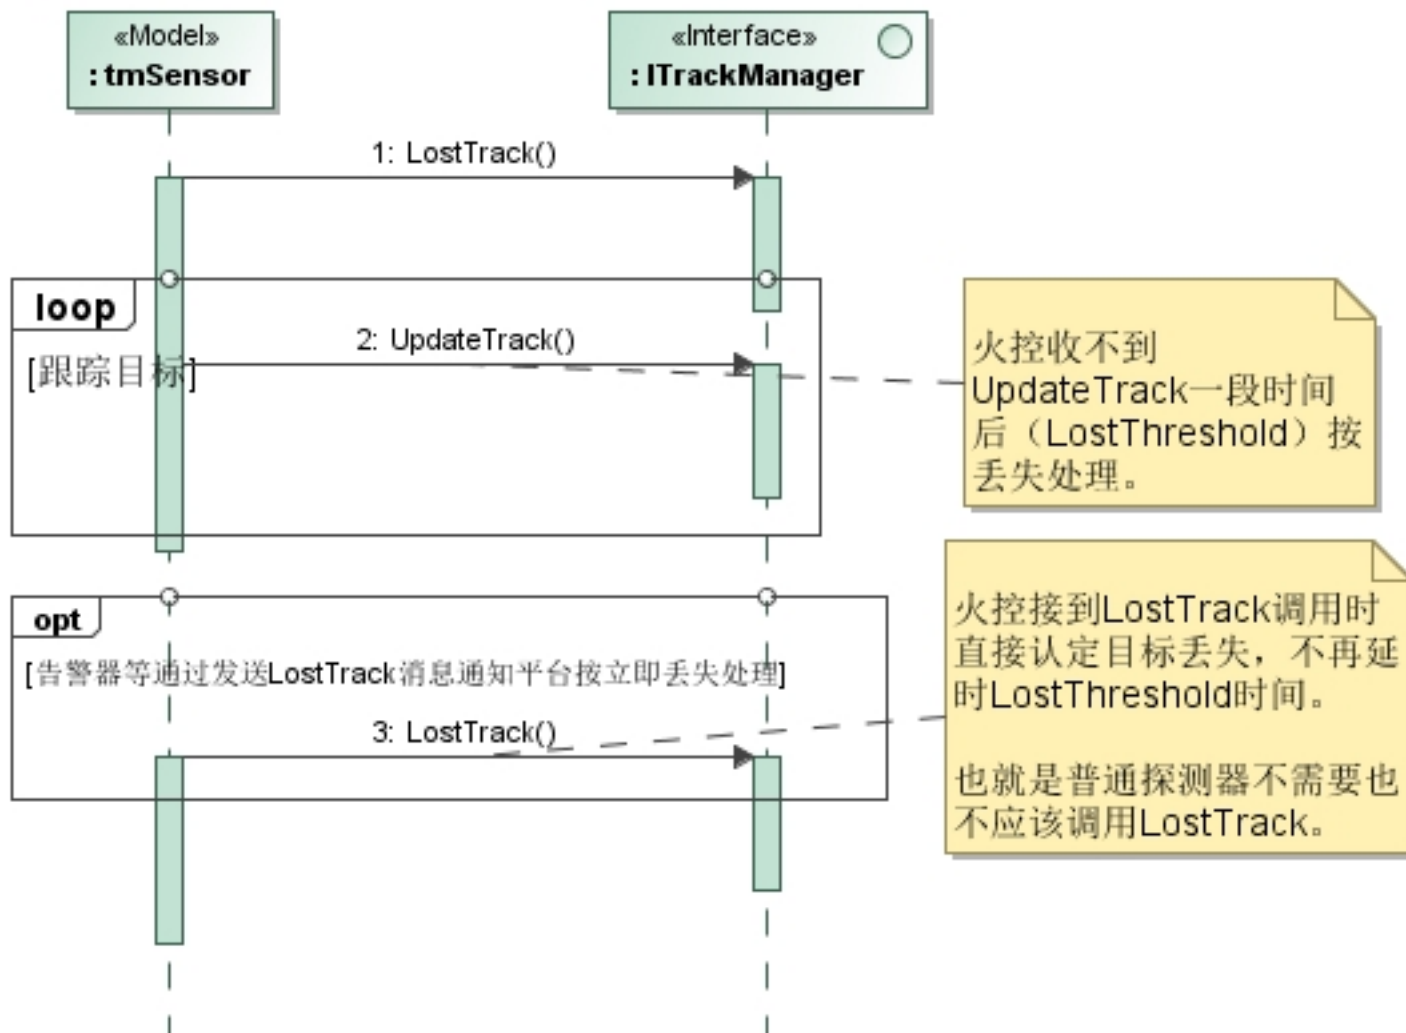 «Model»
: tmSensor
«Interface»
: ITrackManager
1: LostTrack()
loop
2: UpdateTrack()
[跟踪目标]
火控收不到
UpdateTrack一段时间
后（LostThreshold）按
丢失处理。
opt
[告警器等通过发送LostTrack消息通知平台按立即丢失处理]
3: LostTrack()
火控接到LostTrack调用时
直接认定目标丢失，不再延
时LostThreshold时间。
也就是普通探测器不需要也
不应该调用LostTrack。